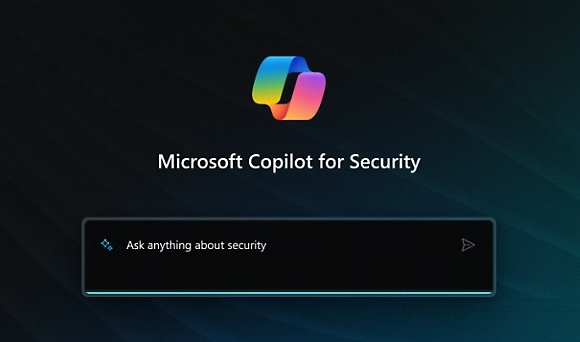 Microsoft Copilot for Security
Ask anything about security